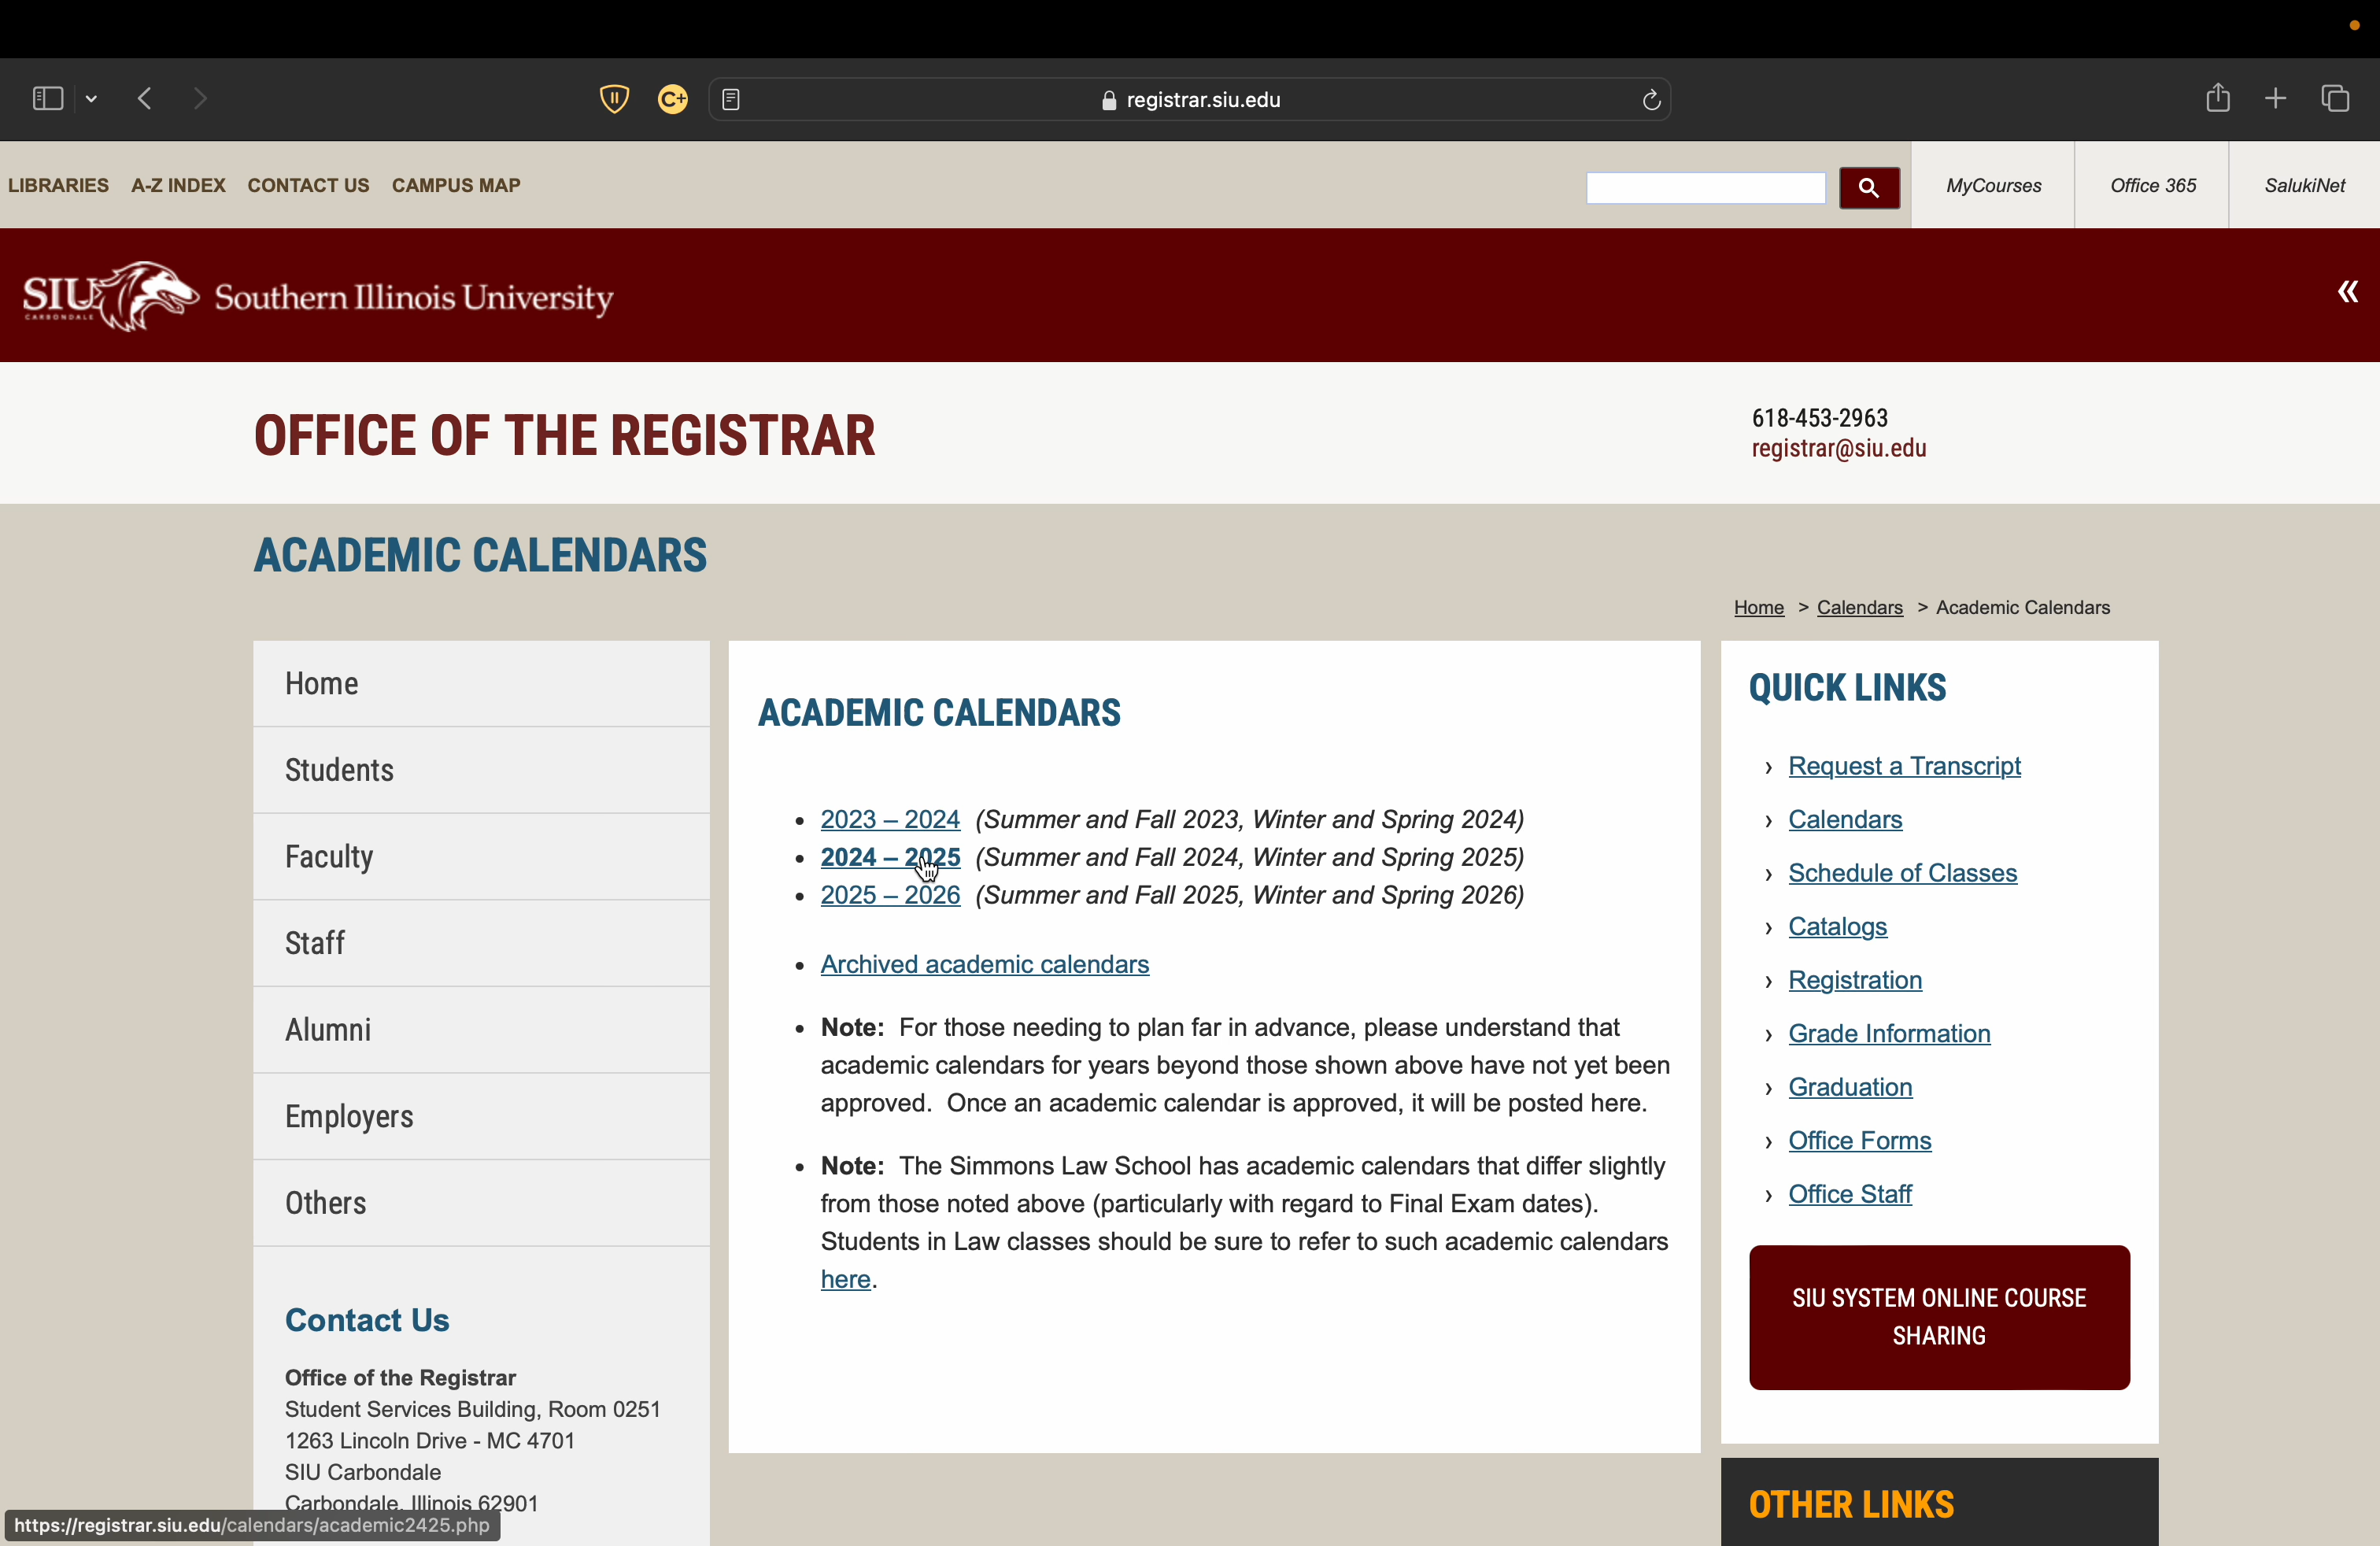 registrar.siu.edu
LIBRARIES A-Z INDEX CONTACT US CAMPUS MAP
MyCourses Office 365 SalukiNet
SIU CARBONDALE Southern Illinois University
OFFICE OF THE REGISTRAR
618-453-2963
registrar@siu.edu
ACADEMIC CALENDARS
Home > Calendars > Academic Calendars
Home
Students
Faculty
Staff
Alumni
Employers
Others
Contact Us
Office of the Registrar
Student Services Building, Room 0251
1263 Lincoln Drive - MC 4701
SIU Carbondale
Carbondale, Illinois 62901
ACADEMIC CALENDARS
• 2023 – 2024 (Summer and Fall 2023, Winter and Spring 2024)
• 2024 – 2025 (Summer and Fall 2024, Winter and Spring 2025)
• 2025 – 2026 (Summer and Fall 2025, Winter and Spring 2026)
• Archived academic calendars
• Note: For those needing to plan far in advance, please understand that
academic calendars for years beyond those shown above have not yet been
approved. Once an academic calendar is approved, it will be posted here.
• Note: The Simmons Law School has academic calendars that differ slightly
from those noted above (particularly with regard to Final Exam dates).
Students in Law classes should be sure to refer to such academic calendars
here.
QUICK LINKS
› Request a Transcript
› Calendars
› Schedule of Classes
› Catalogs
› Registration
› Grade Information
› Graduation
› Office Forms
› Office Staff
SIU SYSTEM ONLINE COURSE
SHARING
OTHER LINKS
https://registrar.siu.edu/calendars/academic2425.php